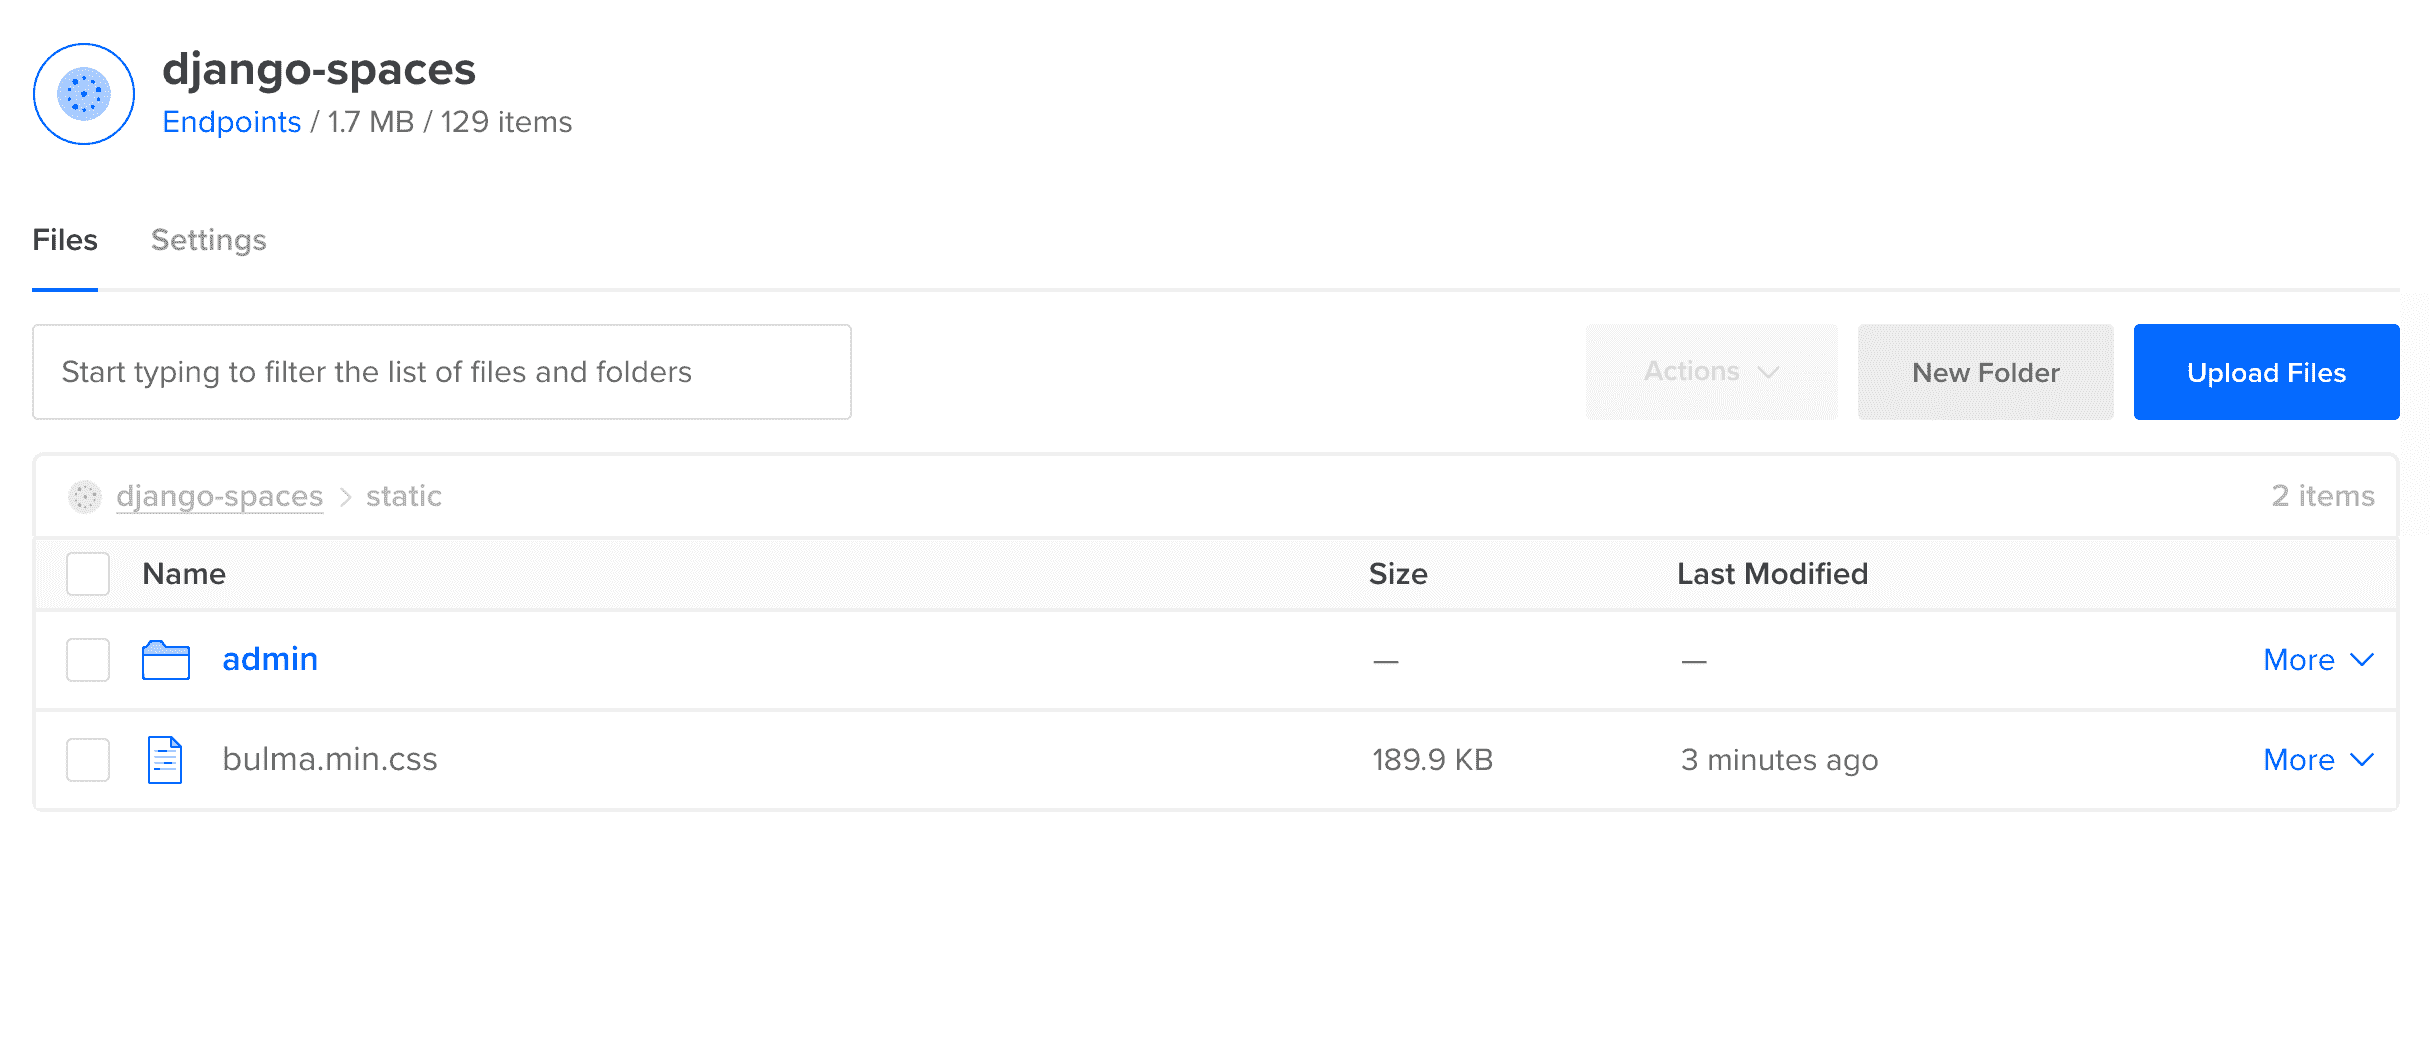 django-spaces
Endpoints / 1.7 MB / 129 items
Files Settings
Start typing to filter the list of files and folders Actions New Folder Upload Files
django-spaces > static 2 items
Name Size Last Modified
admin — — More
bulma.min.css 189.9 KB 3 minutes ago More